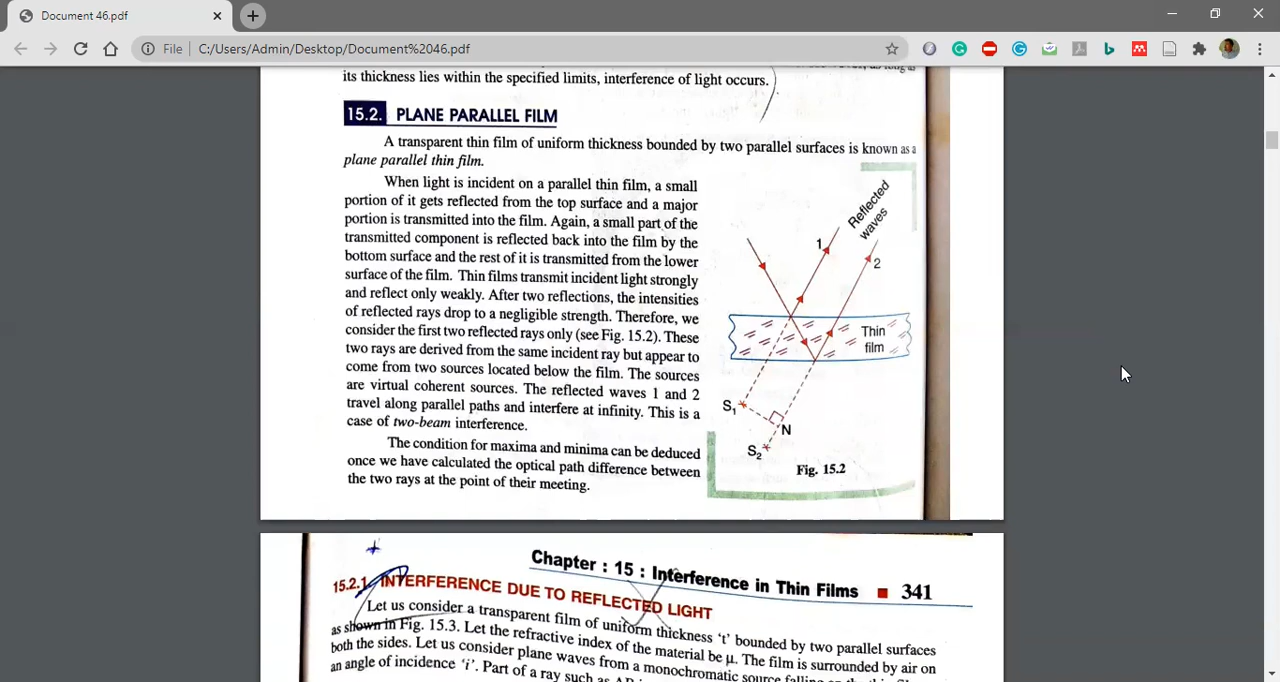 Document 46.pdf
File
C:/Users/Admin/Desktop/Document%2046.pdf
its thickness lies within the specified limits, interference of light occurs.
15.2. PLANE PARALLEL FILM
A transparent thin film of uniform thickness bounded by two parallel surfaces is known as a
plane parallel thin film.
When light is incident on a parallel thin film, a small
portion of it gets reflected from the top surface and a major
portion is transmitted into the film. Again, a small part of the
transmitted component is reflected back into the film by the
bottom surface and the rest of it is transmitted from the lower
surface of the film. Thin films transmit incident light strongly
and reflect only weakly. After two reflections, the intensities
of reflected rays drop to a negligible strength. Therefore, we
consider the first two reflected rays only (see Fig. 15.2). These
two rays are derived from the same incident ray but appear to
come from two sources located below the film. The sources
are virtual coherent sources. The reflected waves 1 and 2
travel along parallel paths and interfere at infinity. This is a
case of two-beam interference.
The condition for maxima and minima can be deduced
once we have calculated the optical path difference between
the two rays at the point of their meeting.
Reflected
waves
1
2
Thin
film
S₁
N
S₂
Fig. 15.2
Chapter : 15 : Interference in Thin Films ■ 341
15.2.1 INTERFERENCE DUE TO REFLECTED LIGHT
Let us consider a transparent film of uniform thickness 't' bounded by two parallel surfaces
as shown in Fig. 15.3. Let the refractive index of the material be μ. The film is surrounded by air on
both the sides. Let us consider plane waves from a monochromatic source falling on the
an angle of incidence 'i'. Part of a ray such as